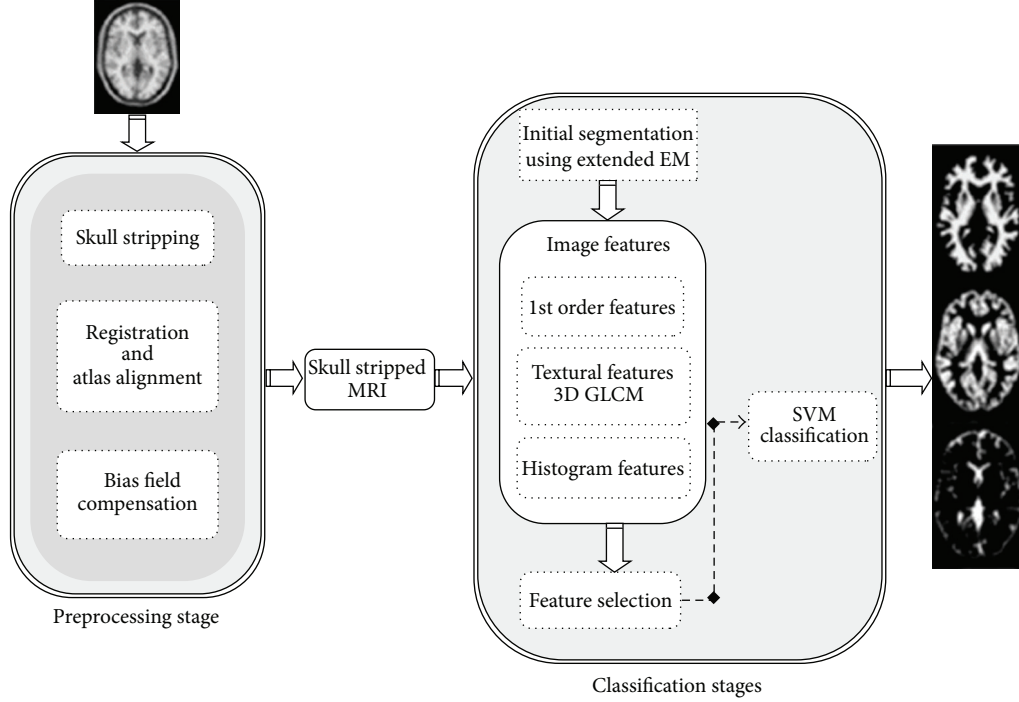 Skull stripping
Registration
and
atlas alignment
Bias field
compensation
Preprocessing stage
Skull stripped
MRI
Initial segmentation
using extended EM
Image features
1st order features
Textural features
3D GLCM
Histogram features
Feature selection
SVM
classification
Classification stages